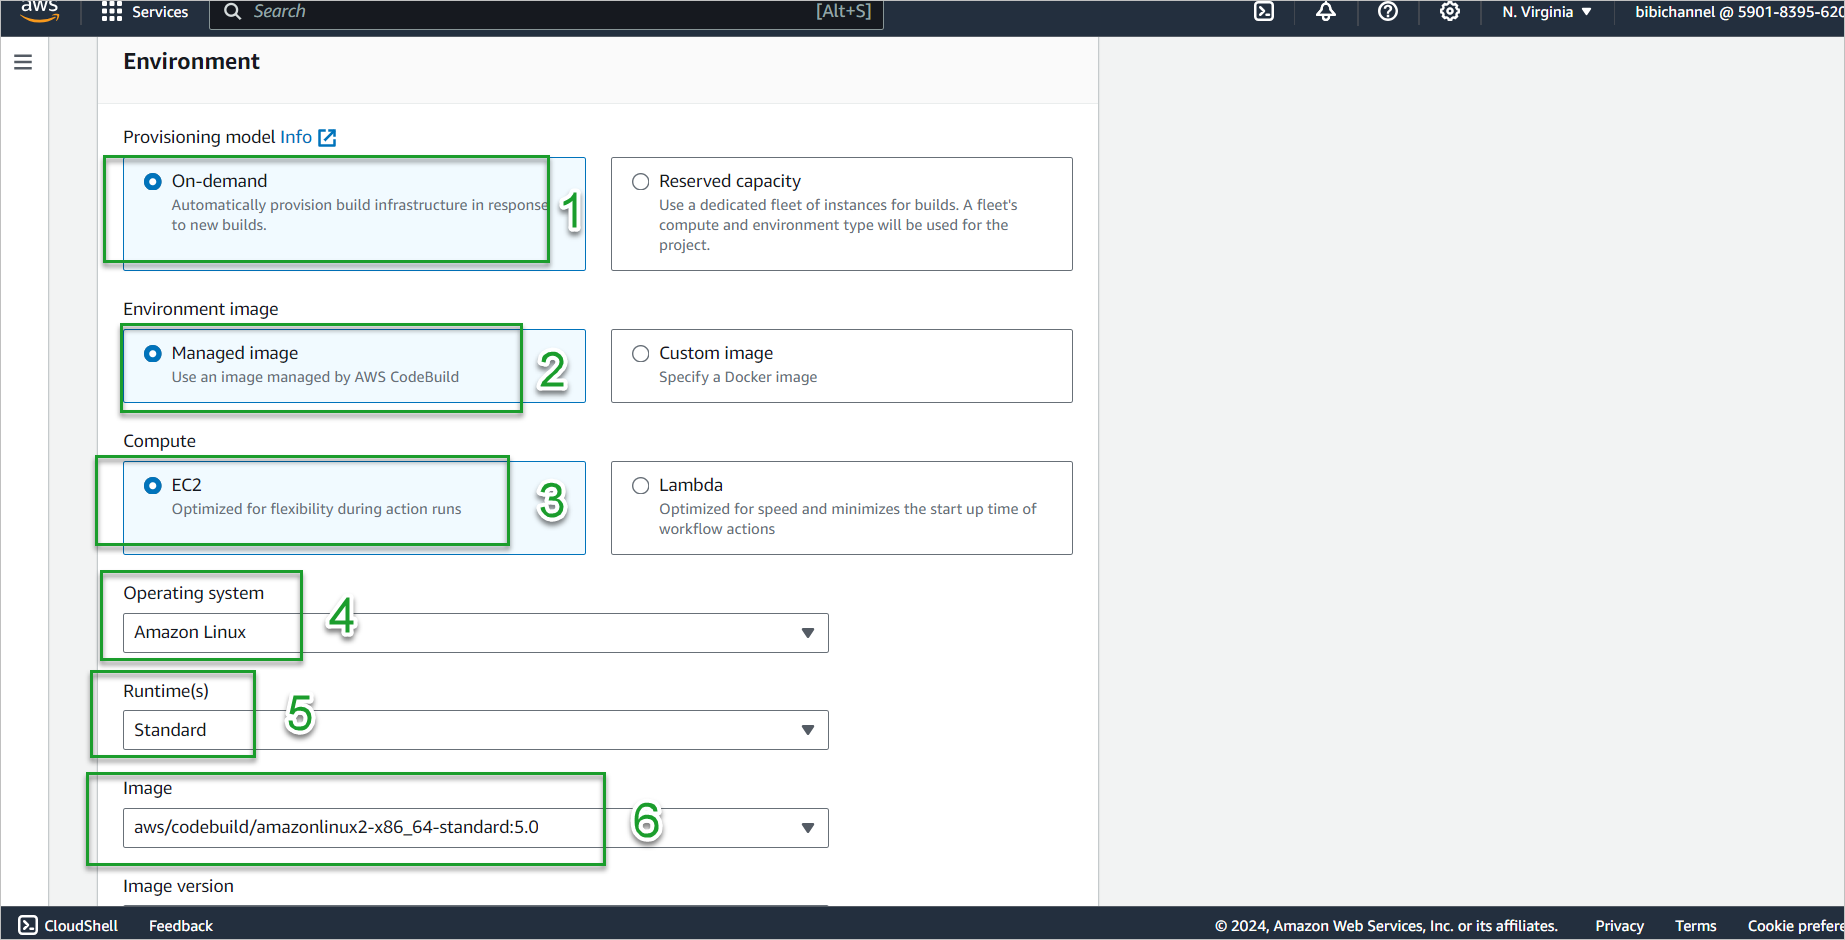 aws
Services
Search
[Alt+S]
N. Virginia
bibichannel @ 5901-8395-620
Environment
Provisioning model Info
On-demand
Automatically provision build infrastructure in response
to new builds.
1
Reserved capacity
Use a dedicated fleet of instances for builds. A fleet's
compute and environment type will be used for the
project.
Environment image
Managed image
Use an image managed by AWS CodeBuild
2
Custom image
Specify a Docker image
Compute
EC2
Optimized for flexibility during action runs
3
Lambda
Optimized for speed and minimizes the start up time of
workflow actions
Operating system
Amazon Linux
4
Runtime(s)
Standard
5
Image
aws/codebuild/amazonlinux2-x86_64-standard:5.0
6
Image version
CloudShell
Feedback
© 2024, Amazon Web Services, Inc. or its affiliates.
Privacy
Terms
Cookie prefere